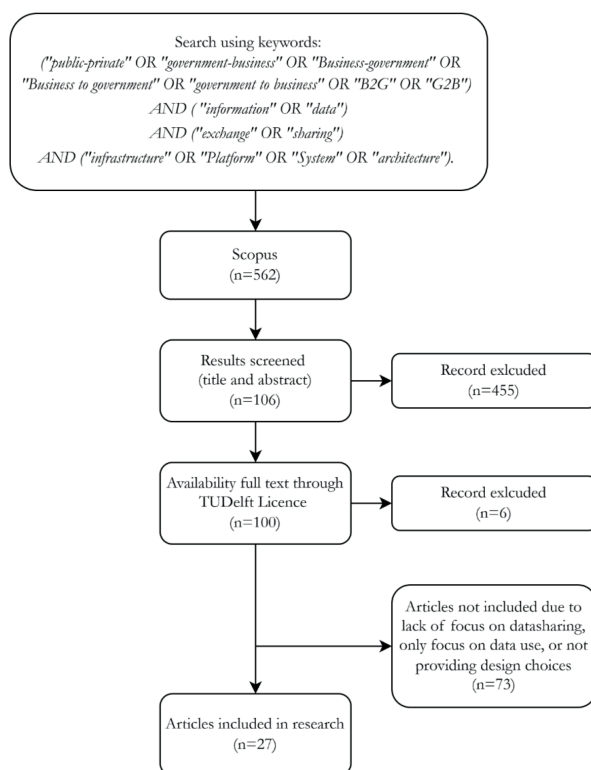 Search using keywords:
("public-private" OR "government-business" OR "Business-government" OR
"Business to government" OR "government to business" OR "B2G" OR "G2B")
AND ( "information" OR "data")
AND ("exchange" OR "sharing")
AND ("infrastructure" OR "Platform" OR "System" OR "architecture").
Scopus
(n=562)
Results screened
(title and abstract)
(n=106)
Record exlcuded
(n=455)
Availability full text through
TUDelft Licence
(n=100)
Record exlcuded
(n=6)
Articles not included due to
lack of focus on datasharing,
only focus on data use, or not
providing design choices
(n=73)
Articles included in research
(n=27)